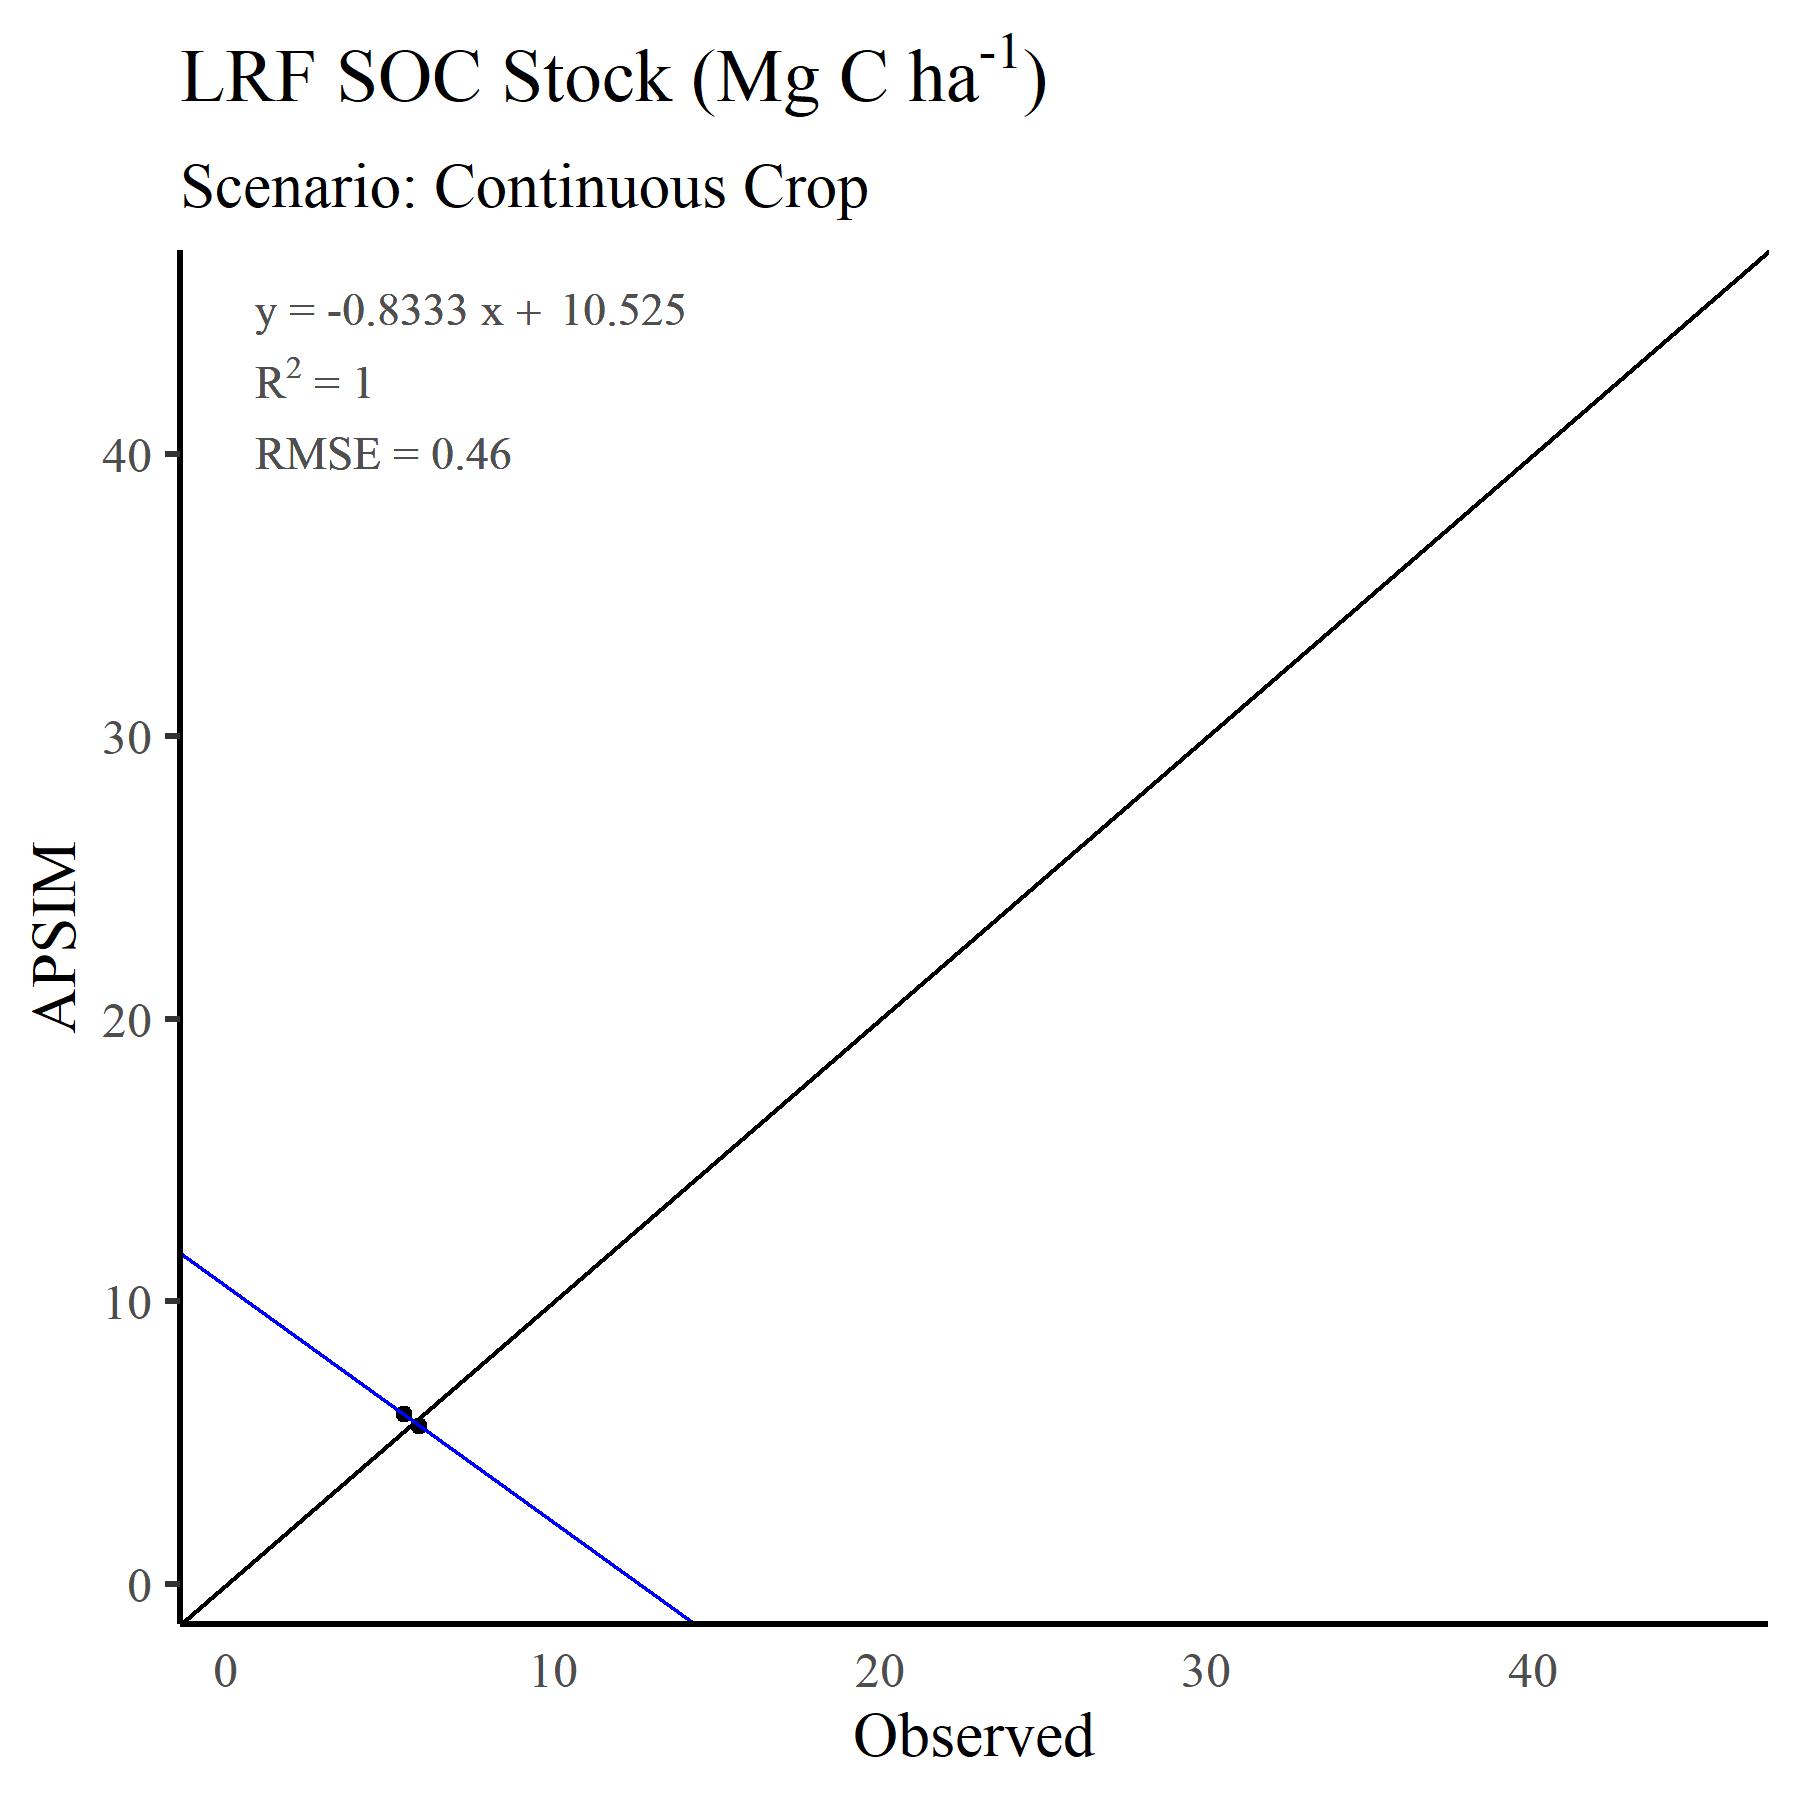 LRF SOC Stock (Mg C ha⁻¹)
Scenario: Continuous Crop
y = -0.8333 x + 10.525
R² = 1
RMSE = 0.46
40
30
20
10
0
APSIM
0 10 20 30 40
Observed